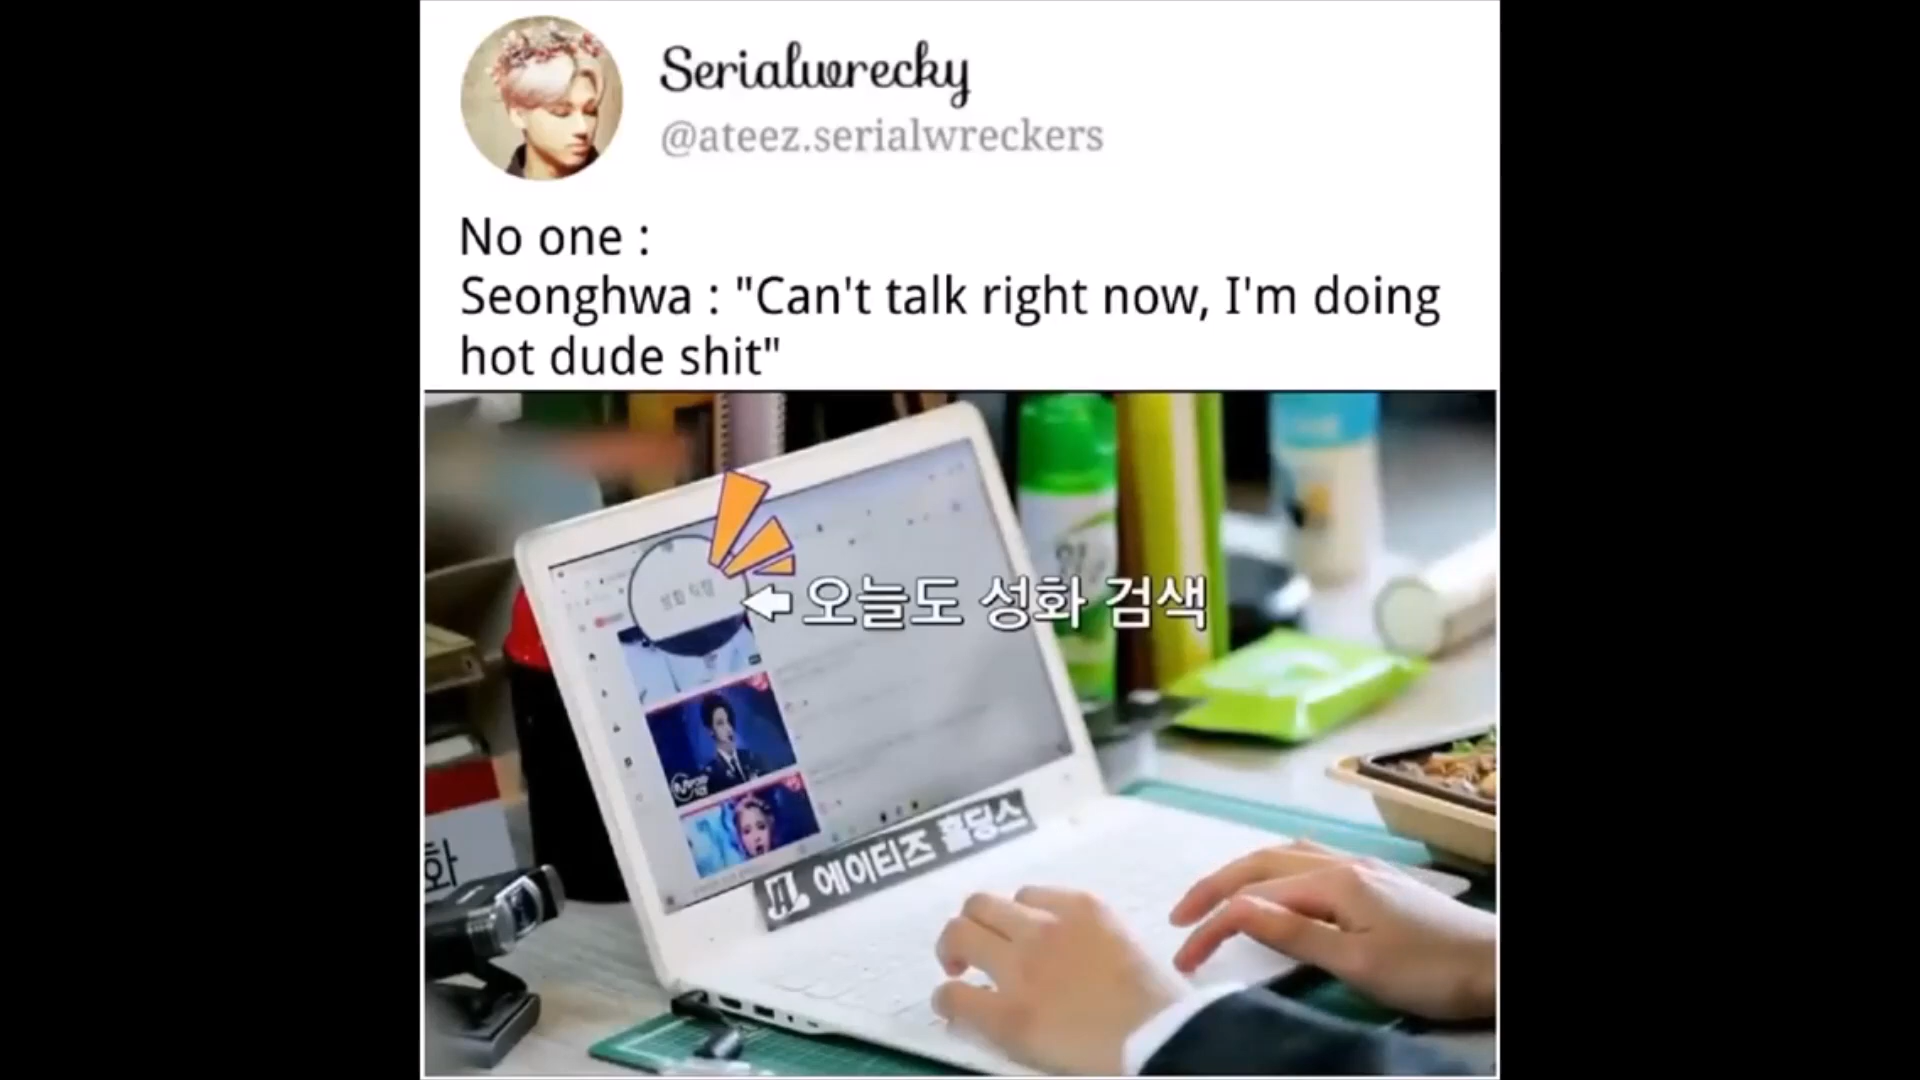 Serialwrecky
@ateez.serialwreckers
No one :
Seonghwa : "Can't talk right now, I'm doing
hot dude shit"
오늘도 성화 검색
에이티즈 홀딩스
화